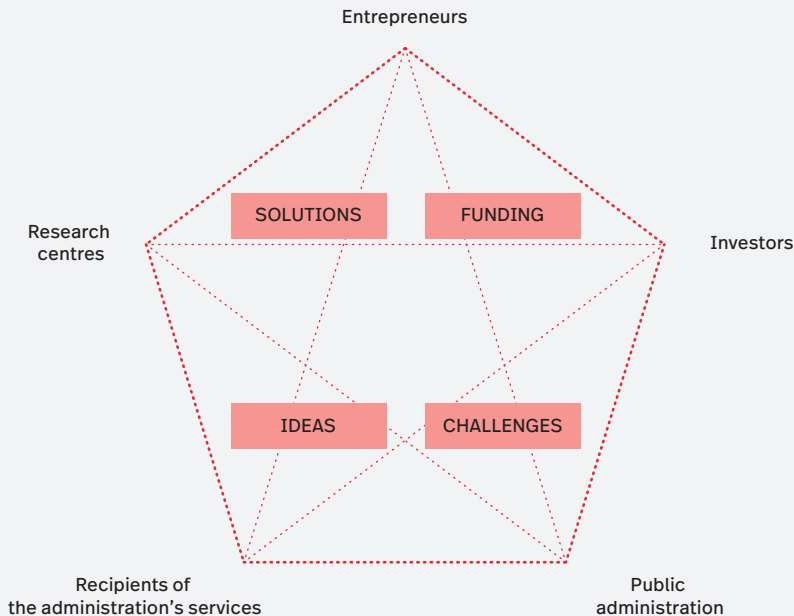 Entrepreneurs
SOLUTIONS
FUNDING
Research
centres
Investors
IDEAS
CHALLENGES
Recipients of
the administration's services
Public
administration